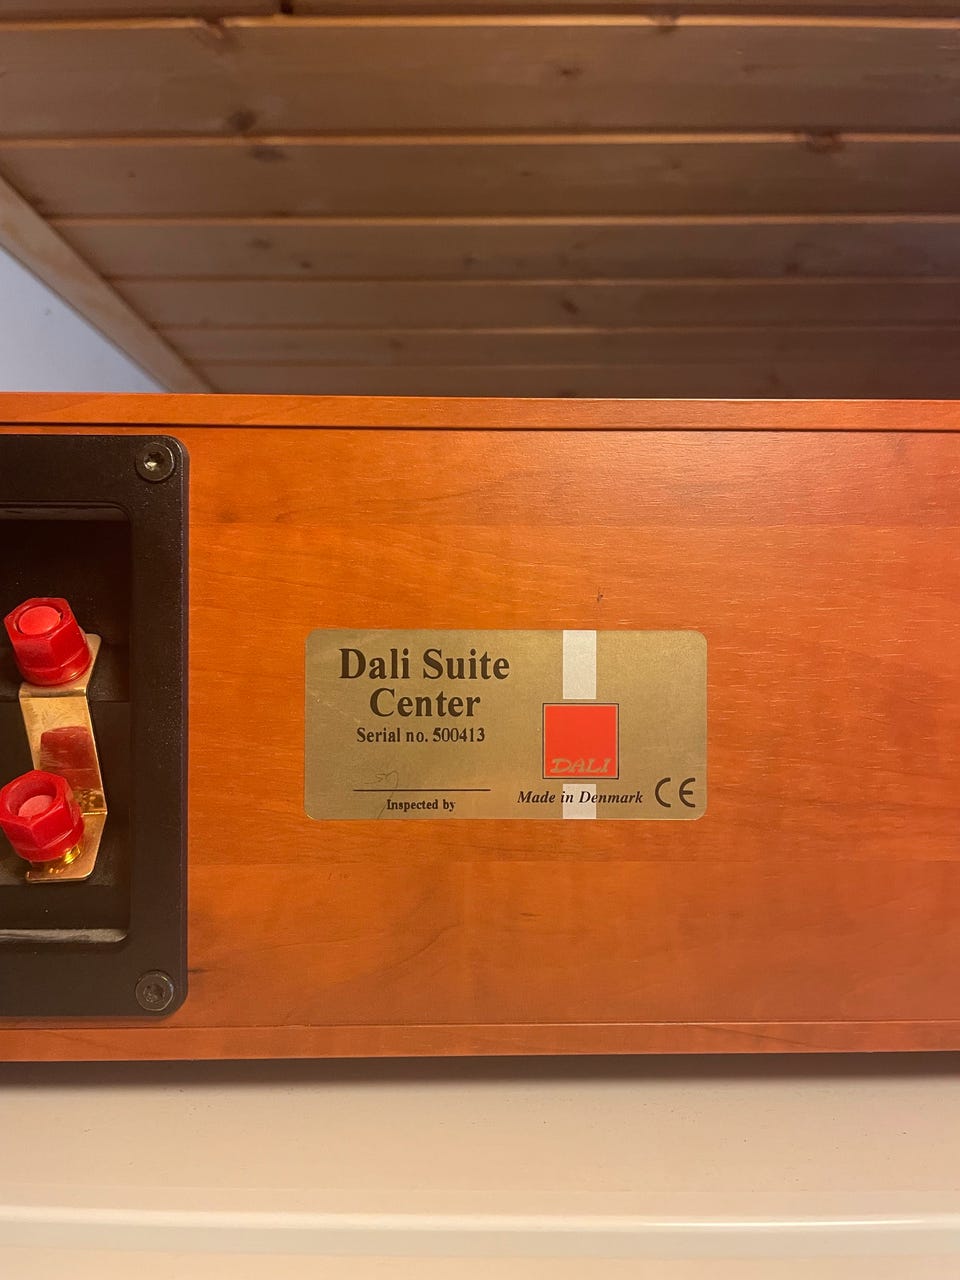 Dali Suite
Center
Serial no. 500413
Inspected by
DALI
Made in Denmark CE